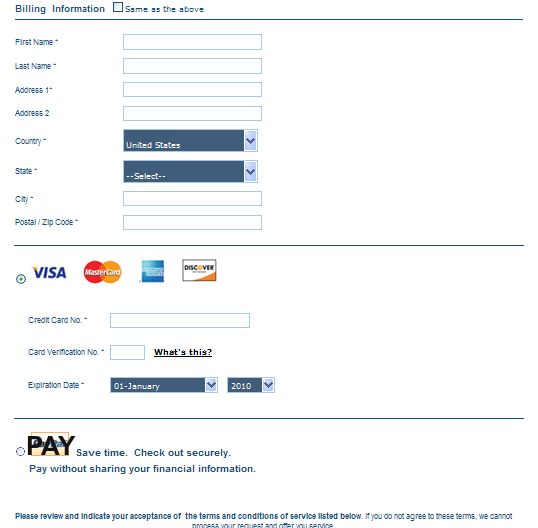 Billing Information Same as the above
First Name *
Last Name *
Address 1*
Address 2
Country * United States
State * --Select--
City *
Postal / Zip Code *
VISA MasterCard DISCOVER
Credit Card No. *
Card Verification No. * What's this?
Expiration Date * 01-January 2010
PAY Save time. Check out securely.
Pay without sharing your financial information.
Please review and indicate your acceptance of the terms and conditions of service listed below. If you do not agree to these terms, we cannot
process your request and offer you service.